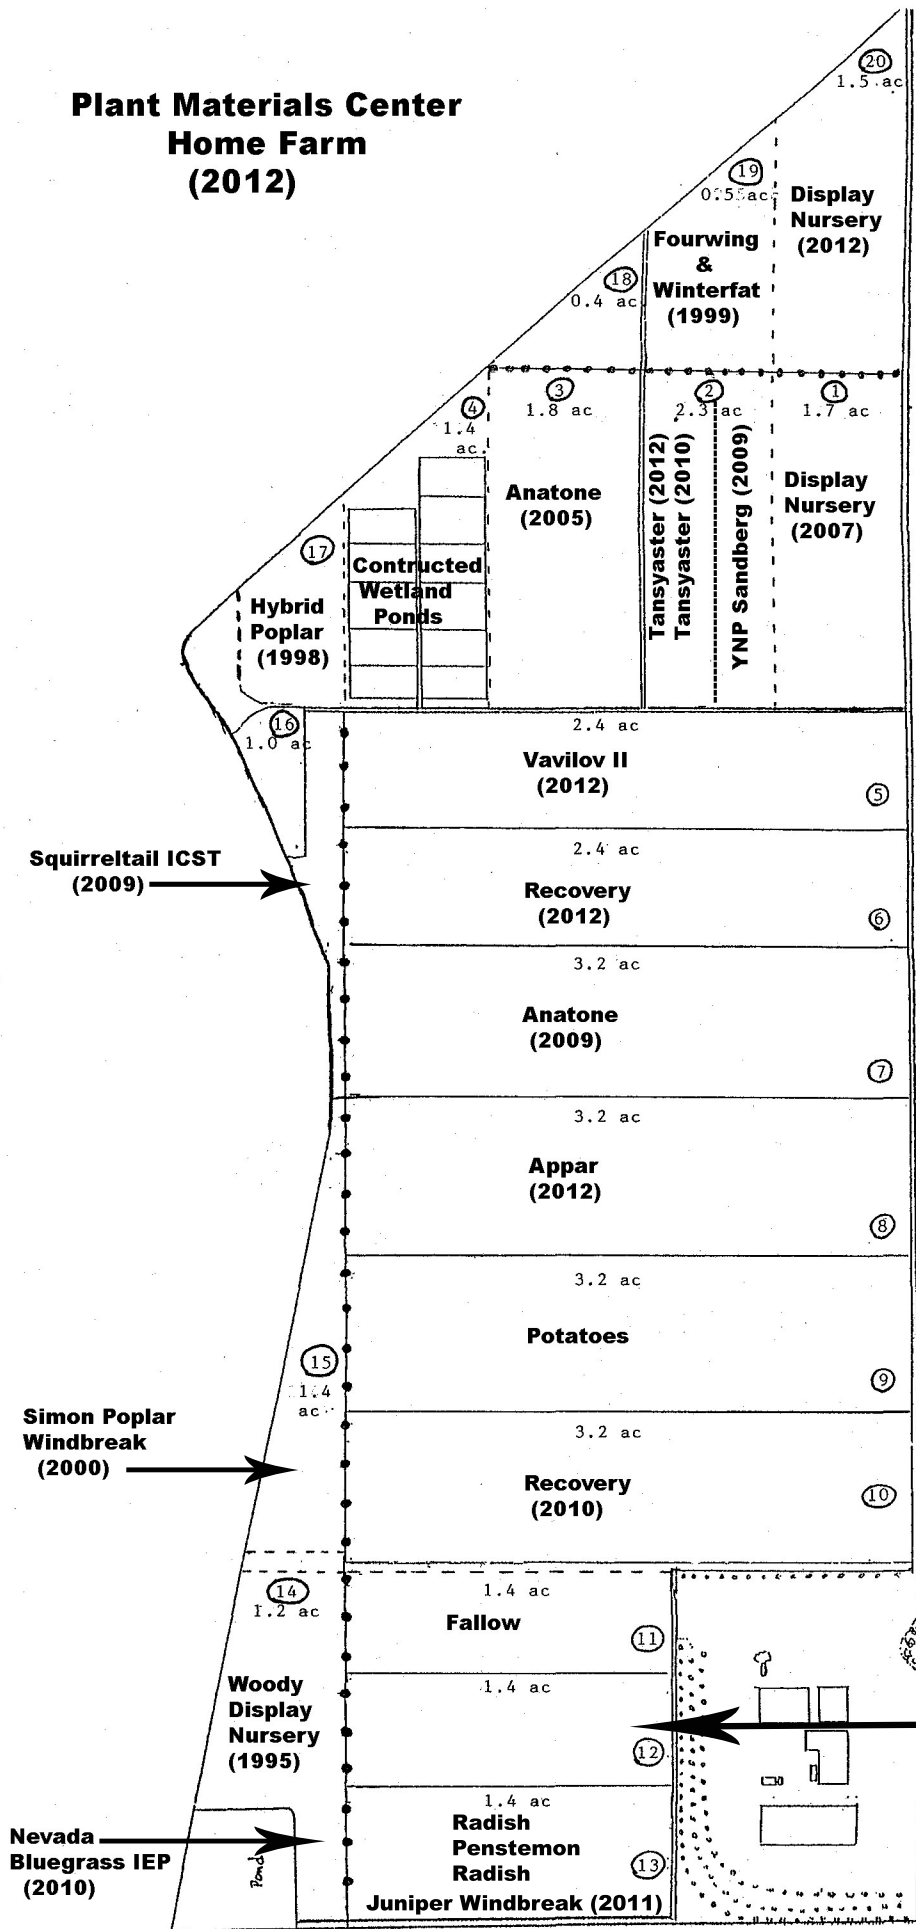 Plant Materials Center
Home Farm
(2012)
20
1.5 ac
19
0.5 ac
Display
Nursery
(2012)
Fourwing
&
Winterfat
(1999)
18
0.4 ac
4
1.4
ac.
3
1.8 ac
2
2.3 ac
1
1.7 ac
Anatone
(2005)
Tansyaster (2012)
Tansyaster (2010)
YNP Sandberg (2009)
Display
Nursery
(2007)
17
Contructed
Wetland
Ponds
Hybrid
Poplar
(1998)
16
1.0 ac
2.4 ac
Vavilov II
(2012)
5
Squirreltail ICST
(2009)
2.4 ac
Recovery
(2012)
6
3.2 ac
Anatone
(2009)
7
3.2 ac
Appar
(2012)
8
3.2 ac
Potatoes
9
15
1.4
ac
Simon Poplar
Windbreak
(2000)
3.2 ac
Recovery
(2010)
10
14
1.2 ac
1.4 ac
Fallow
11
1.4 ac
12
Woody
Display
Nursery
(1995)
1.4 ac
Radish
Penstemon
Radish
13
Juniper Windbreak (2011)
Nevada
Bluegrass IEP
(2010)
Pond